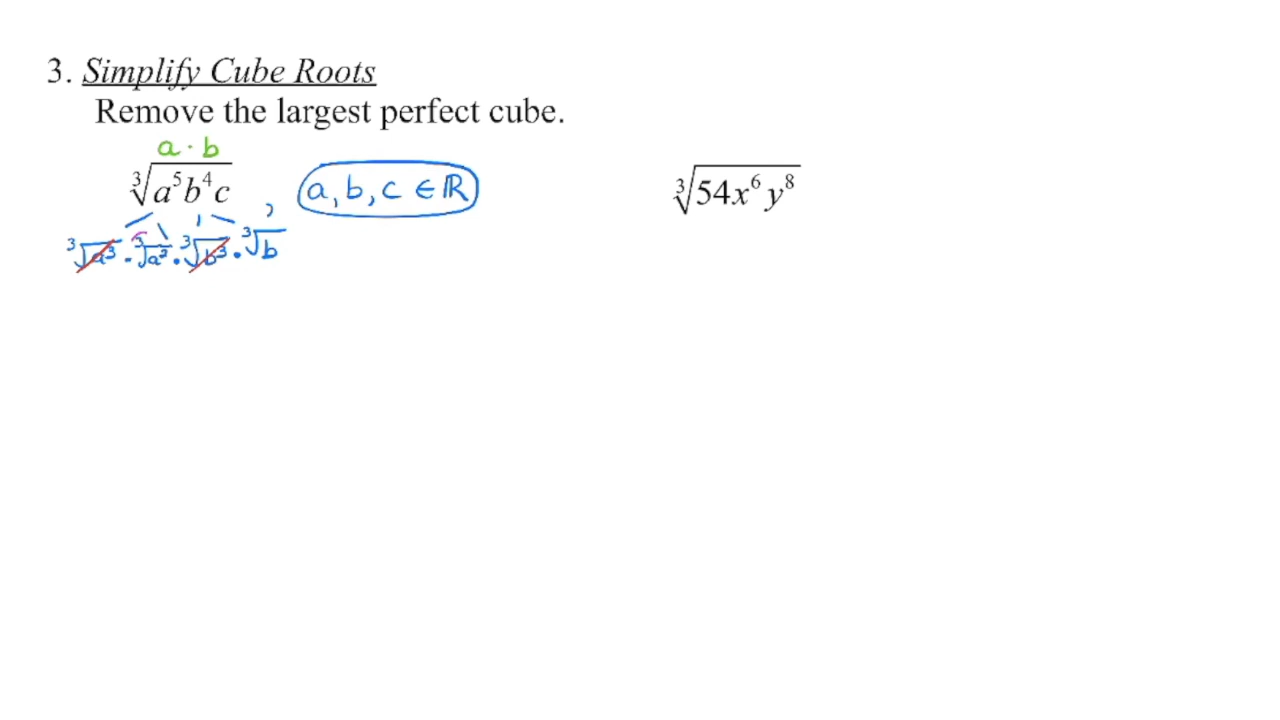 3. Simplify Cube Roots
Remove the largest perfect cube.
a · b
∛(a⁵b⁴c) a, b, c ∈ ℝ ∛(54x⁶y⁸)
∛a³ · ∛a² · ∛b³ · ∛b